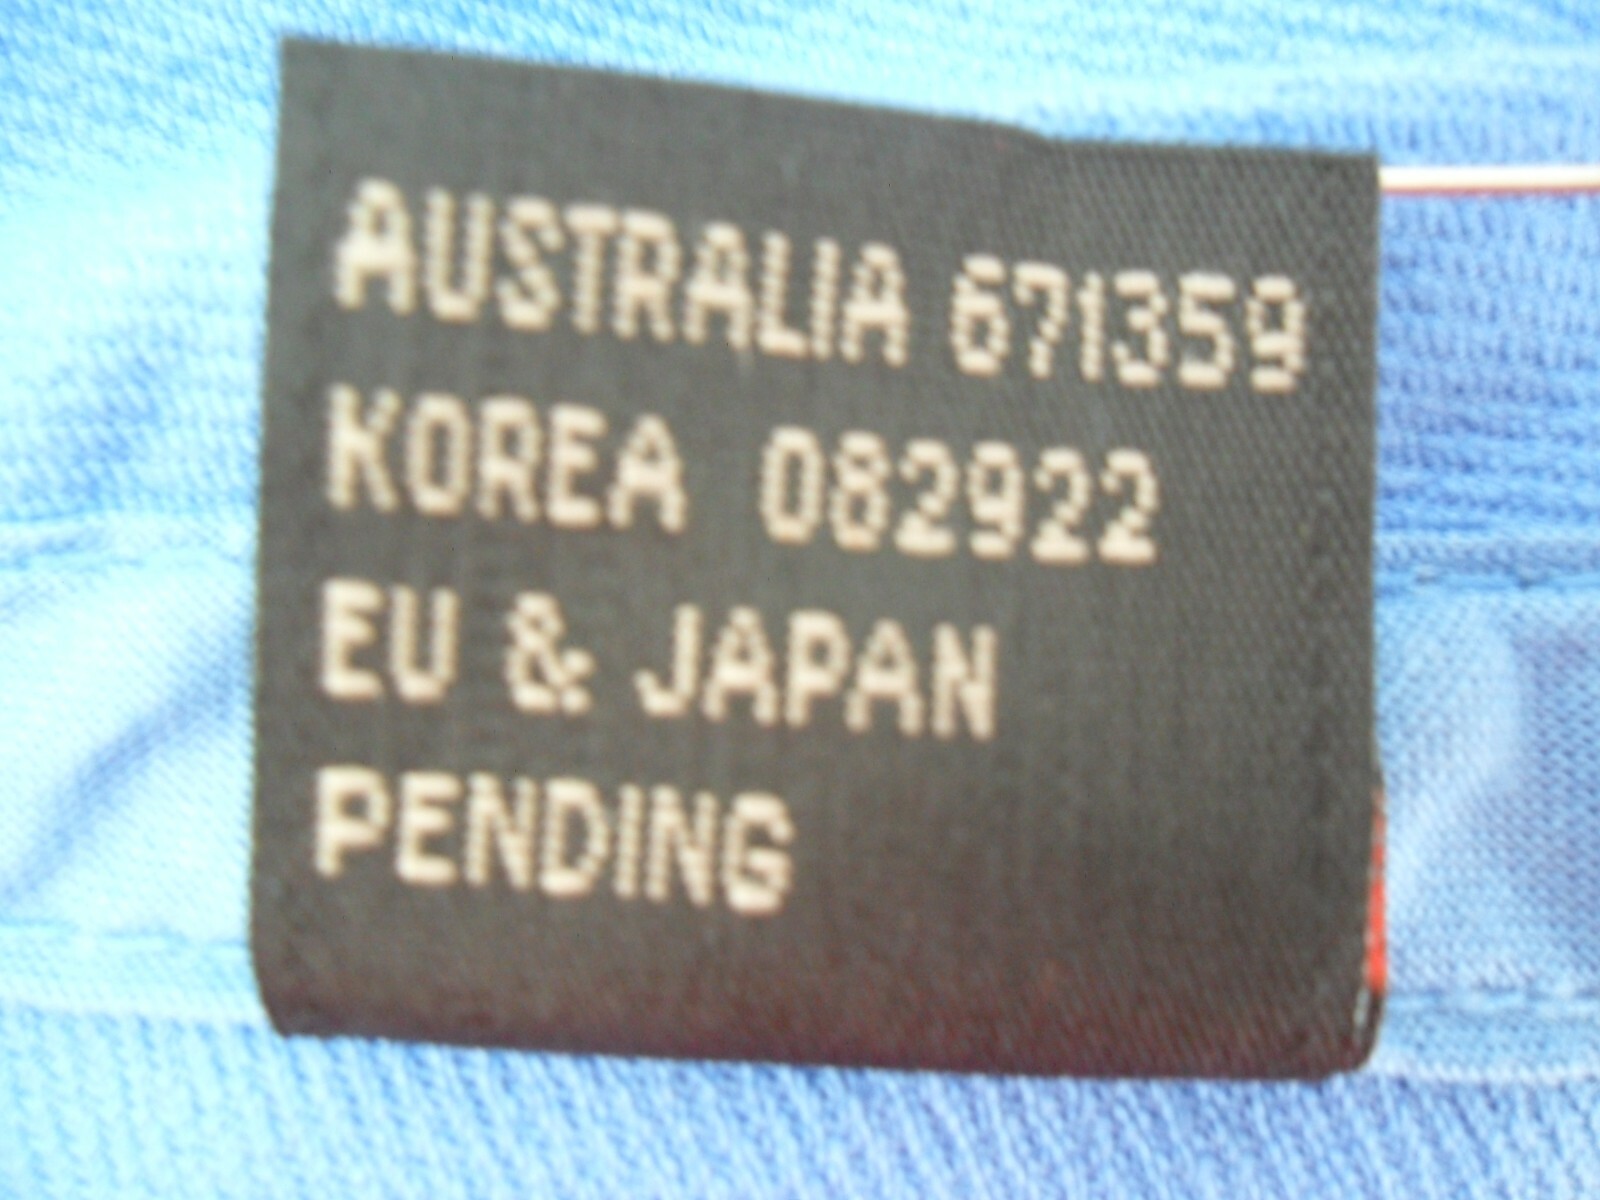 AUSTRALIA 671359
KOREA 082922
EU & JAPAN
PENDING